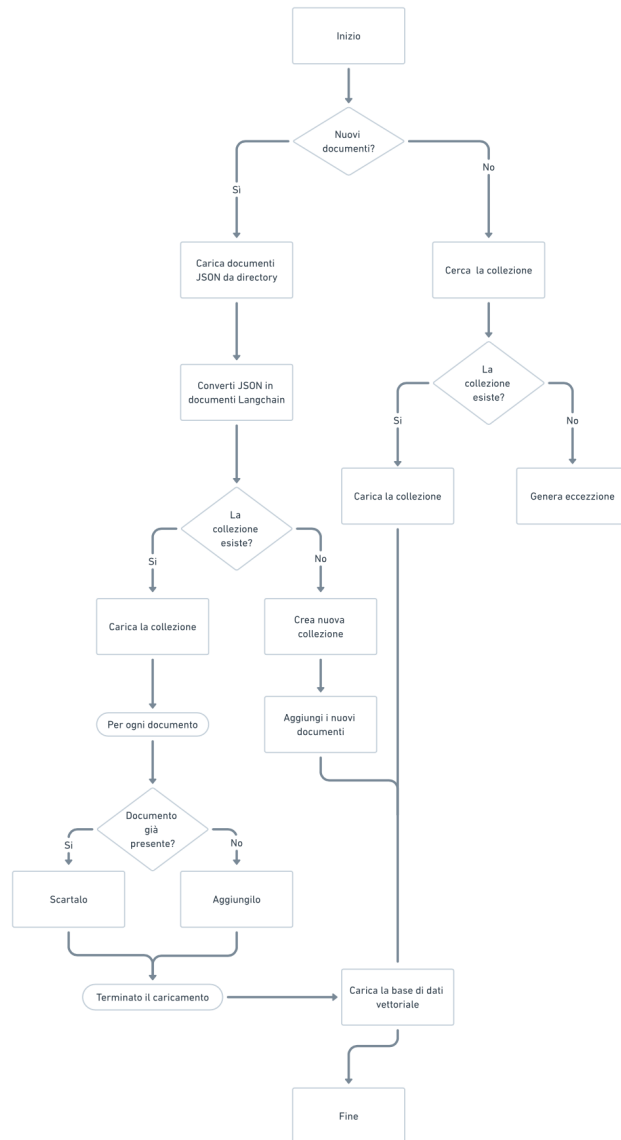 Inizio
Nuovi
documenti?
Sì
No
Carica documenti
JSON da directory
Cerca la collezione
Converti JSON in
documenti Langchain
La
collezione
esiste?
Si
No
Carica la collezione
Genera eccezzione
La
collezione
esiste?
Si
No
Carica la collezione
Crea nuova
collezione
Per ogni documento
Aggiungi i nuovi
documenti
Documento
già
presente?
Si
No
Scartalo
Aggiungilo
Terminato il caricamento
Carica la base di dati
vettoriale
Fine